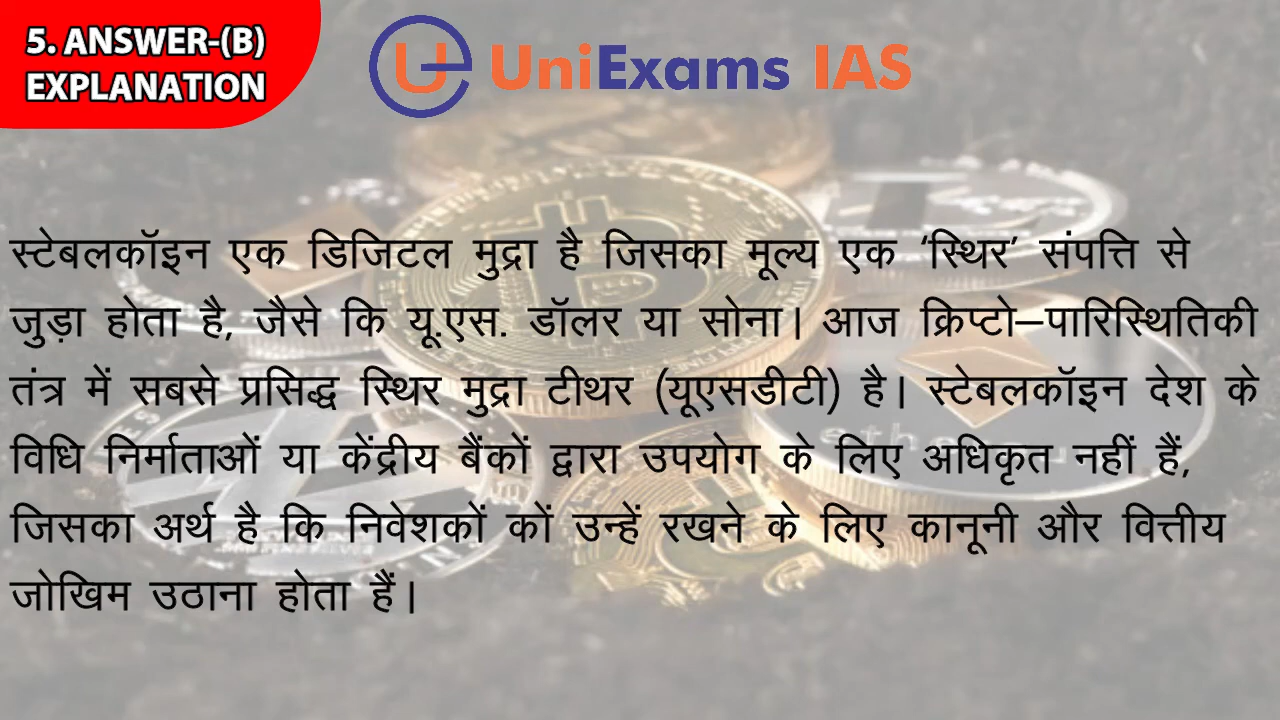 5. ANSWER-(B)
EXPLANATION
UniExams IAS
स्टेबलकॉइन एक डिजिटल मुद्रा है जिसका मूल्य एक ‘स्थिर’ संपत्ति से
जुड़ा होता है, जैसे कि यू.एस. डॉलर या सोना। आज क्रिप्टो–पारिस्थितिकी
तंत्र में सबसे प्रसिद्ध स्थिर मुद्रा टीथर (यूएसडीटी) है। स्टेबलकॉइन देश के
विधि निर्माताओं या केंद्रीय बैंकों द्वारा उपयोग के लिए अधिकृत नहीं हैं,
जिसका अर्थ है कि निवेशकों कों उन्हें रखने के लिए कानूनी और वित्तीय
जोखिम उठाना होता हैं।